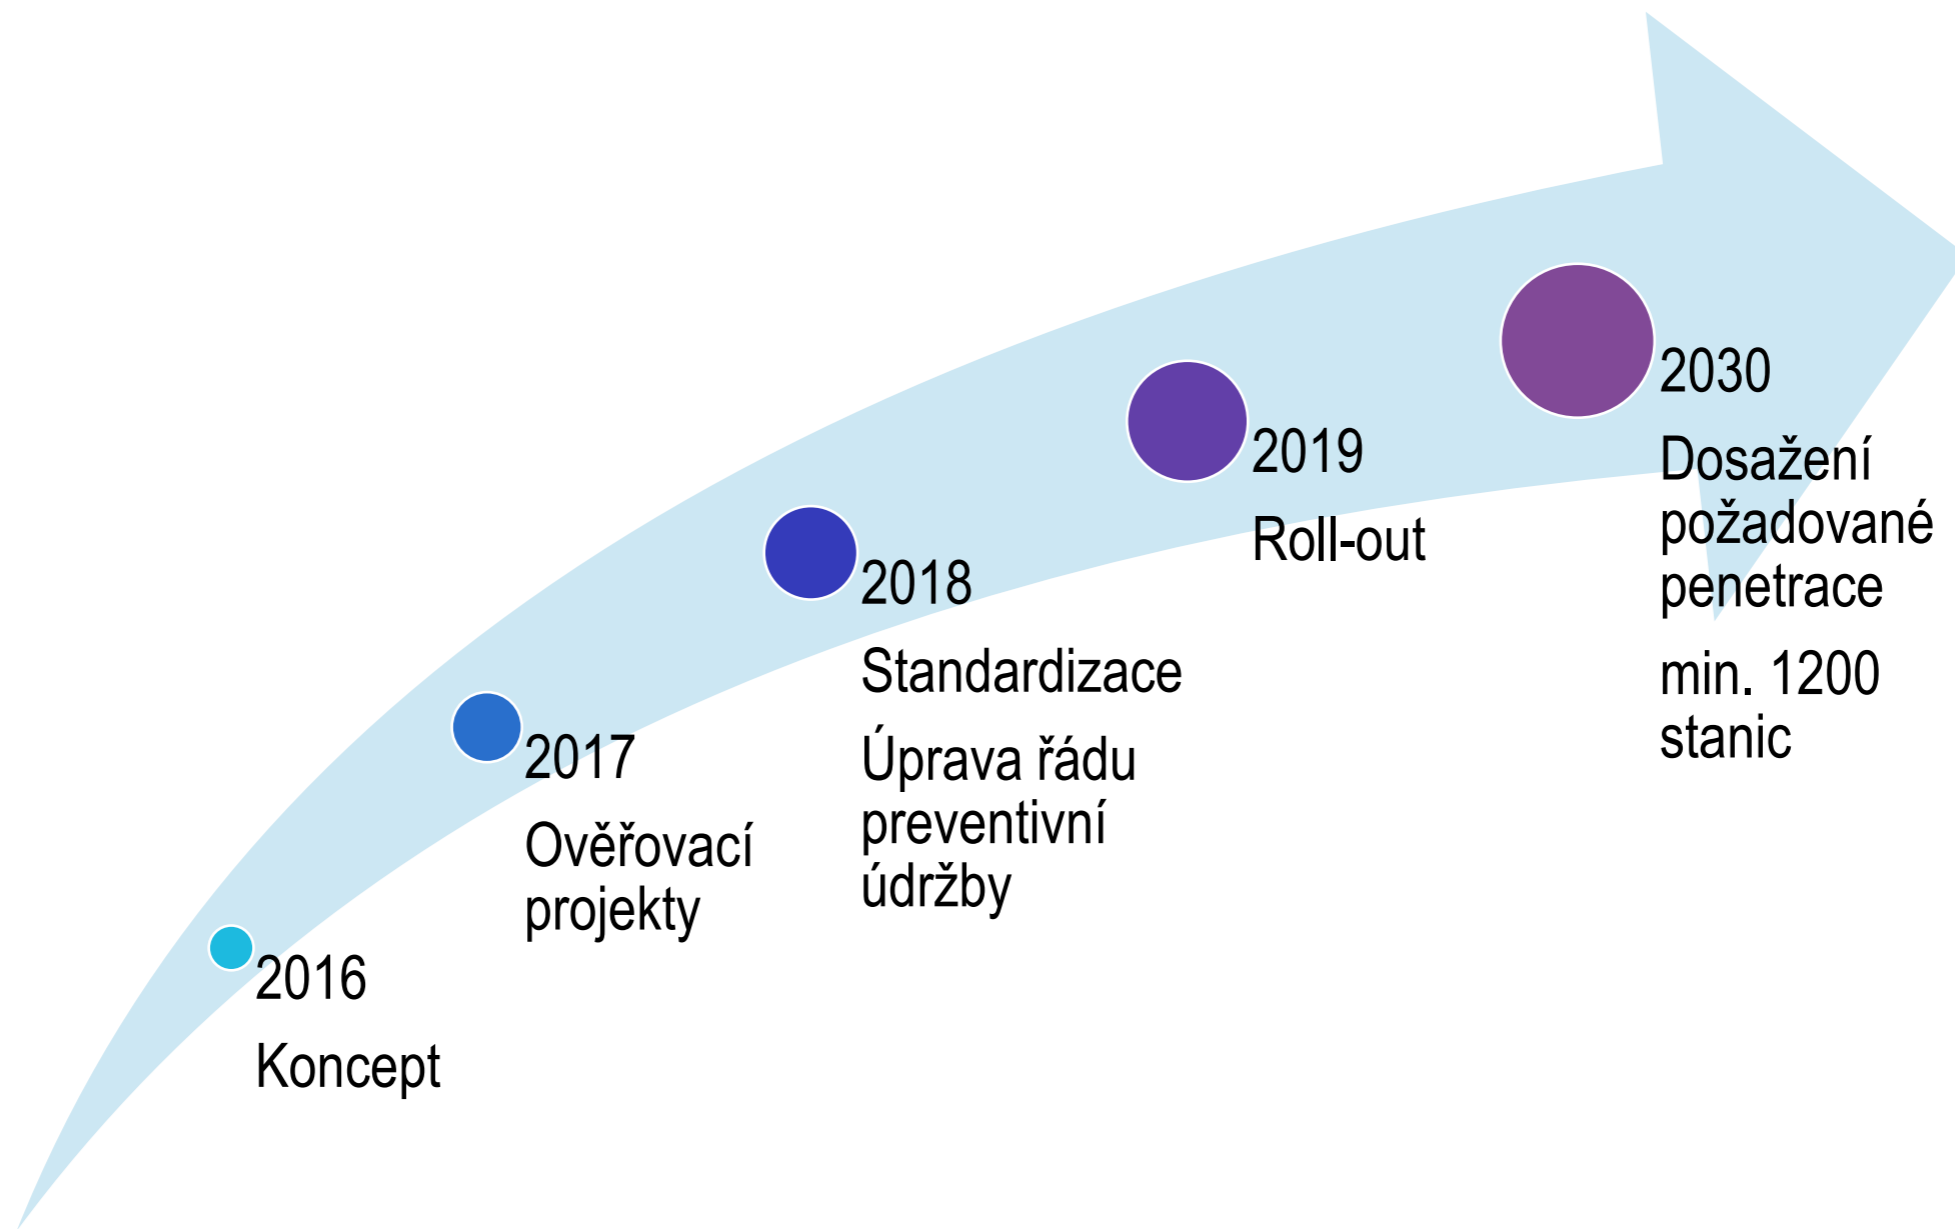 2016
Koncept
2017
Ověřovací
projekty
2018
Standardizace
Úprava řádu
preventivní
údržby
2019
Roll-out
2030
Dosažení
požadované
penetrace
min. 1200
stanic